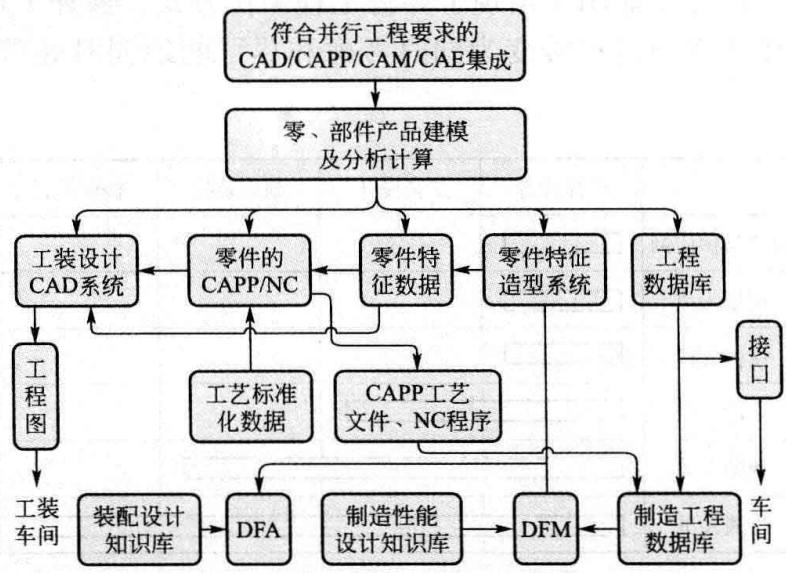 符合并行工程要求的
CAD/CAPP/CAM/CAE集成
零、部件产品建模
及分析计算
工装设计
CAD系统
零件的
CAPP/NC
零件特
征数据
零件特征
造型系统
工程
数据库
工
程
图
工艺标准
化数据
CAPP工艺
文件、NC程序
接
口
工装
车间
装配设计
知识库
DFA
制造性能
设计知识库
DFM
制造工程
数据库
车
间